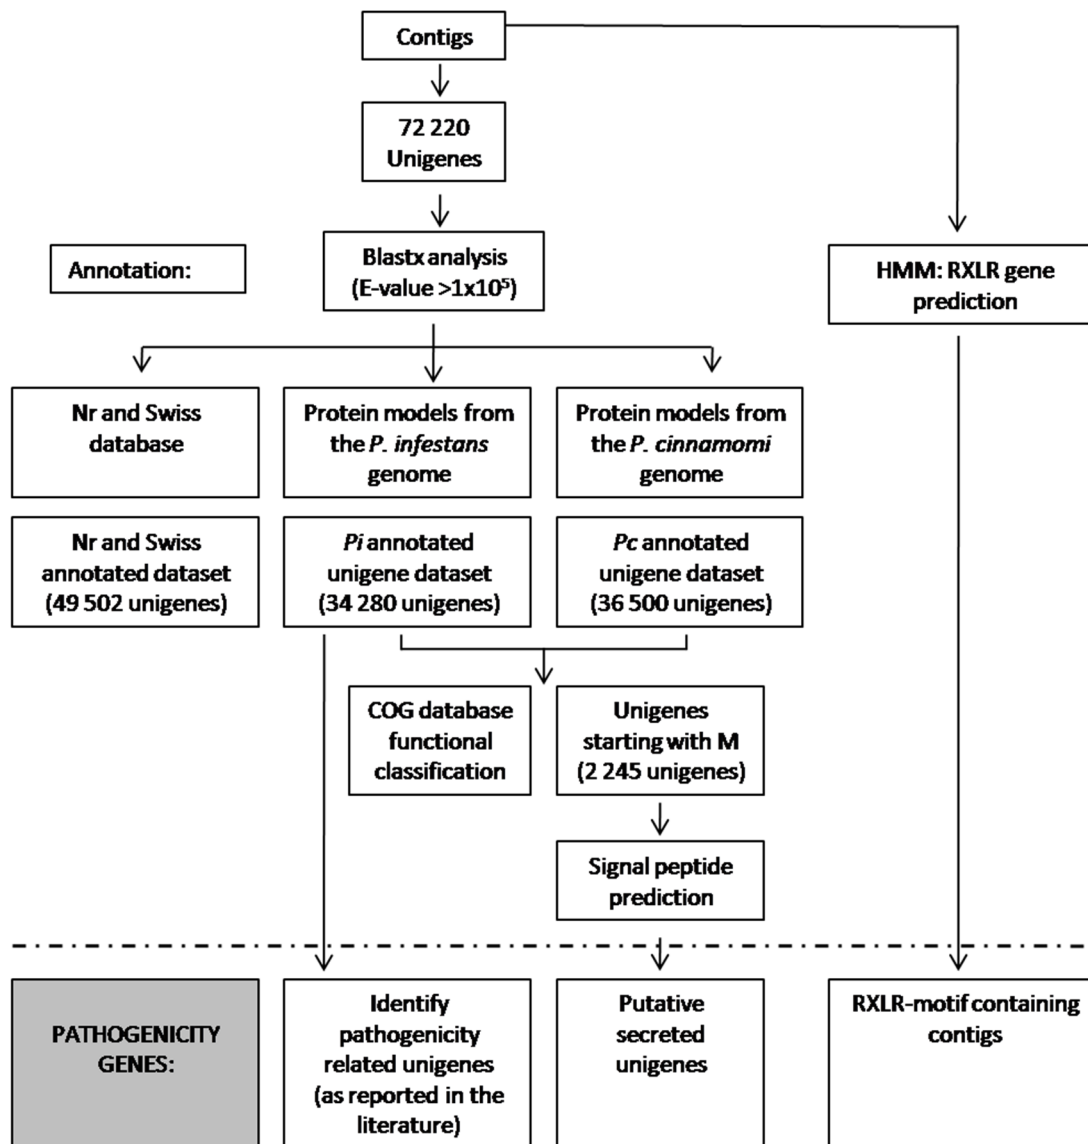 Contigs
72 220
Unigenes
Annotation:
Blastx analysis
(E-value >1x10⁵)
HMM: RXLR gene
prediction
Nr and Swiss
database
Protein models from
the P. infestans
genome
Protein models from
the P. cinnamomi
genome
Nr and Swiss
annotated dataset
(49 502 unigenes)
Pi annotated
unigene dataset
(34 280 unigenes)
Pc annotated
unigene dataset
(36 500 unigenes)
COG database
functional
classification
Unigenes
starting with M
(2 245 unigenes)
Signal peptide
prediction
PATHOGENICITY
GENES:
Identify
pathogenicity
related unigenes
(as reported in the
literature)
Putative
secreted
unigenes
RXLR-motif containing
contigs